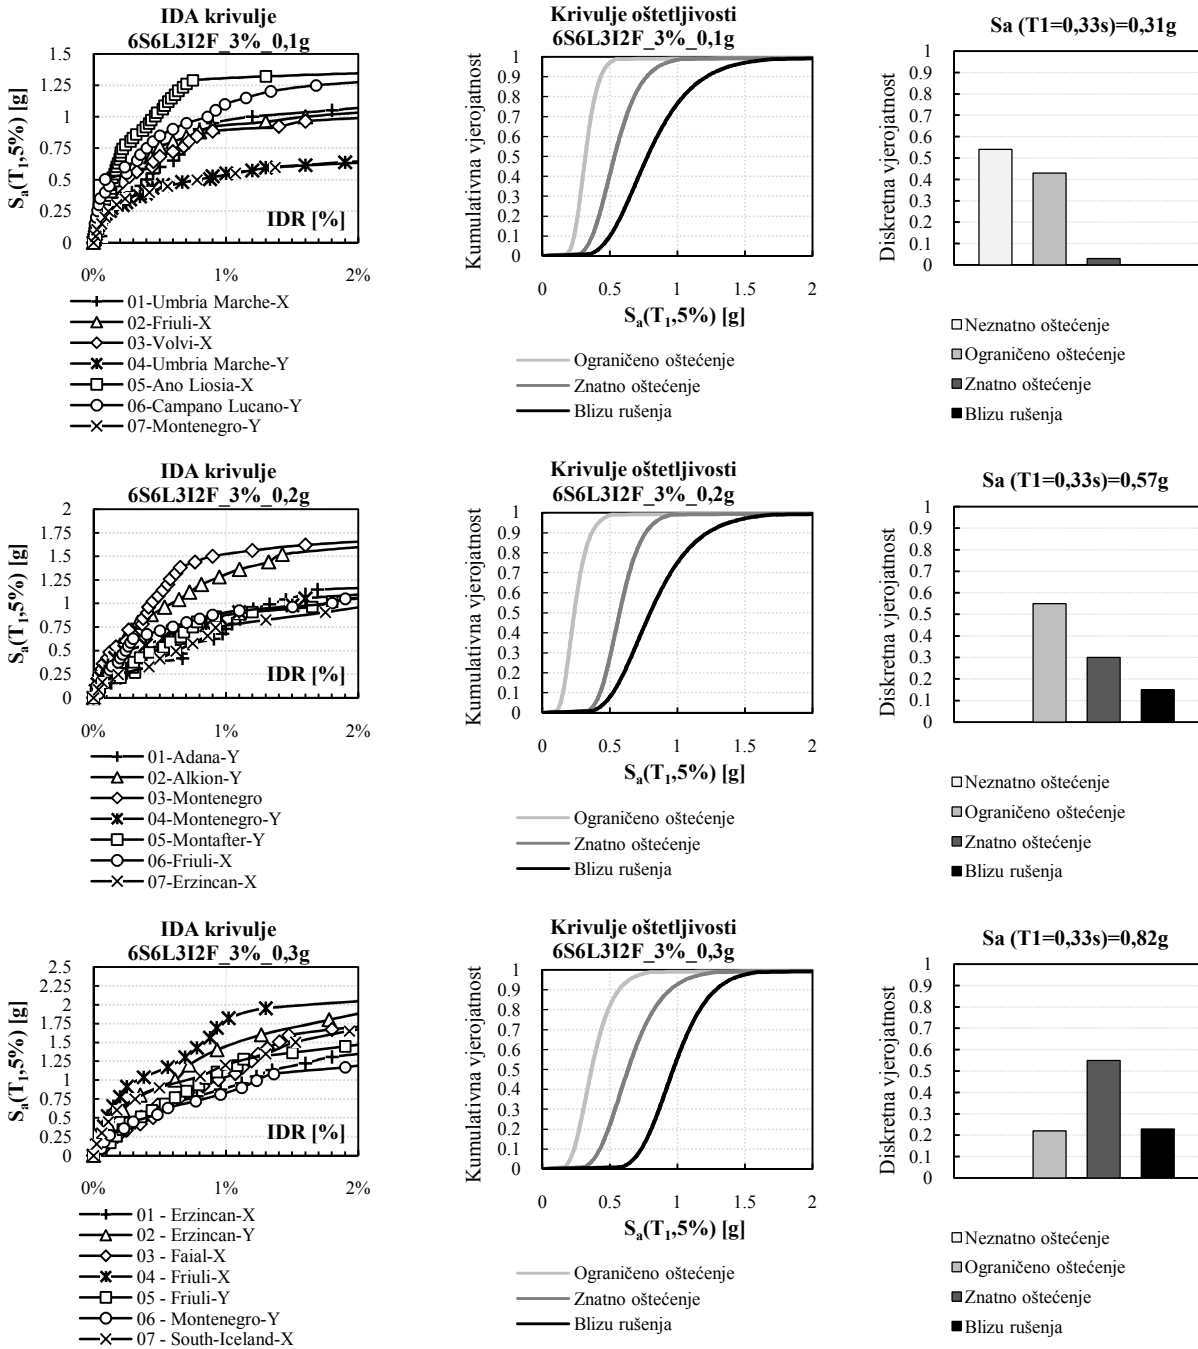 IDA krivulje
6S6L3I2F_3%_0,1g
1.5
1.25
1
0.75
0.5
0.25
0
Sa(T1,5%) [g]
IDR [%]
0% 1% 2%
01-Umbria Marche-X
02-Friuli-X
03-Volvi-X
04-Umbria Marche-Y
05-Ano Liosia-X
06-Campano Lucano-Y
07-Montenegro-Y
Krivulje oštetljivosti
6S6L3I2F_3%_0,1g
Kumulativna vjerojatnost
1
0.9
0.8
0.7
0.6
0.5
0.4
0.3
0.2
0.1
0
0 0.5 1 1.5 2
Sa(T1,5%) [g]
Ograničeno oštećenje
Znatno oštećenje
Blizu rušenja
Sa (T1=0,33s)=0,31g
Diskretna vjerojatnost
1
0.9
0.8
0.7
0.6
0.5
0.4
0.3
0.2
0.1
0
Neznatno oštećenje
Ograničeno oštećenje
Znatno oštećenje
Blizu rušenja
IDA krivulje
6S6L3I2F_3%_0,2g
2
1.75
1.5
1.25
1
0.75
0.5
0.25
0
Sa(T1,5%) [g]
IDR [%]
0% 1% 2%
01-Adana-Y
02-Alkion-Y
03-Montenegro
04-Montenegro-Y
05-Montafter-Y
06-Friuli-X
07-Erzincan-X
Krivulje oštetljivosti
6S6L3I2F_3%_0,2g
Kumulativna vjerojatnost
1
0.9
0.8
0.7
0.6
0.5
0.4
0.3
0.2
0.1
0
0 0.5 1 1.5 2
Sa(T1,5%) [g]
Ograničeno oštećenje
Znatno oštećenje
Blizu rušenja
Sa (T1=0,33s)=0,57g
Diskretna vjerojatnost
1
0.9
0.8
0.7
0.6
0.5
0.4
0.3
0.2
0.1
0
Neznatno oštećenje
Ograničeno oštećenje
Znatno oštećenje
Blizu rušenja
IDA krivulje
6S6L3I2F_3%_0,3g
2.5
2.25
2
1.75
1.5
1.25
1
0.75
0.5
0.25
0
Sa(T1,5%) [g]
IDR [%]
0% 1% 2%
01 - Erzincan-X
02 - Erzincan-Y
03 - Faial-X
04 - Friuli-X
05 - Friuli-Y
06 - Montenegro-Y
07 - South-Iceland-X
Krivulje oštetljivosti
6S6L3I2F_3%_0,3g
Kumulativna vjerojatnost
1
0.9
0.8
0.7
0.6
0.5
0.4
0.3
0.2
0.1
0
0 0.5 1 1.5 2
Sa(T1,5%) [g]
Ograničeno oštećenje
Znatno oštećenje
Blizu rušenja
Sa (T1=0,33s)=0,82g
Diskretna vjerojatnost
1
0.9
0.8
0.7
0.6
0.5
0.4
0.3
0.2
0.1
0
Neznatno oštećenje
Ograničeno oštećenje
Znatno oštećenje
Blizu rušenja